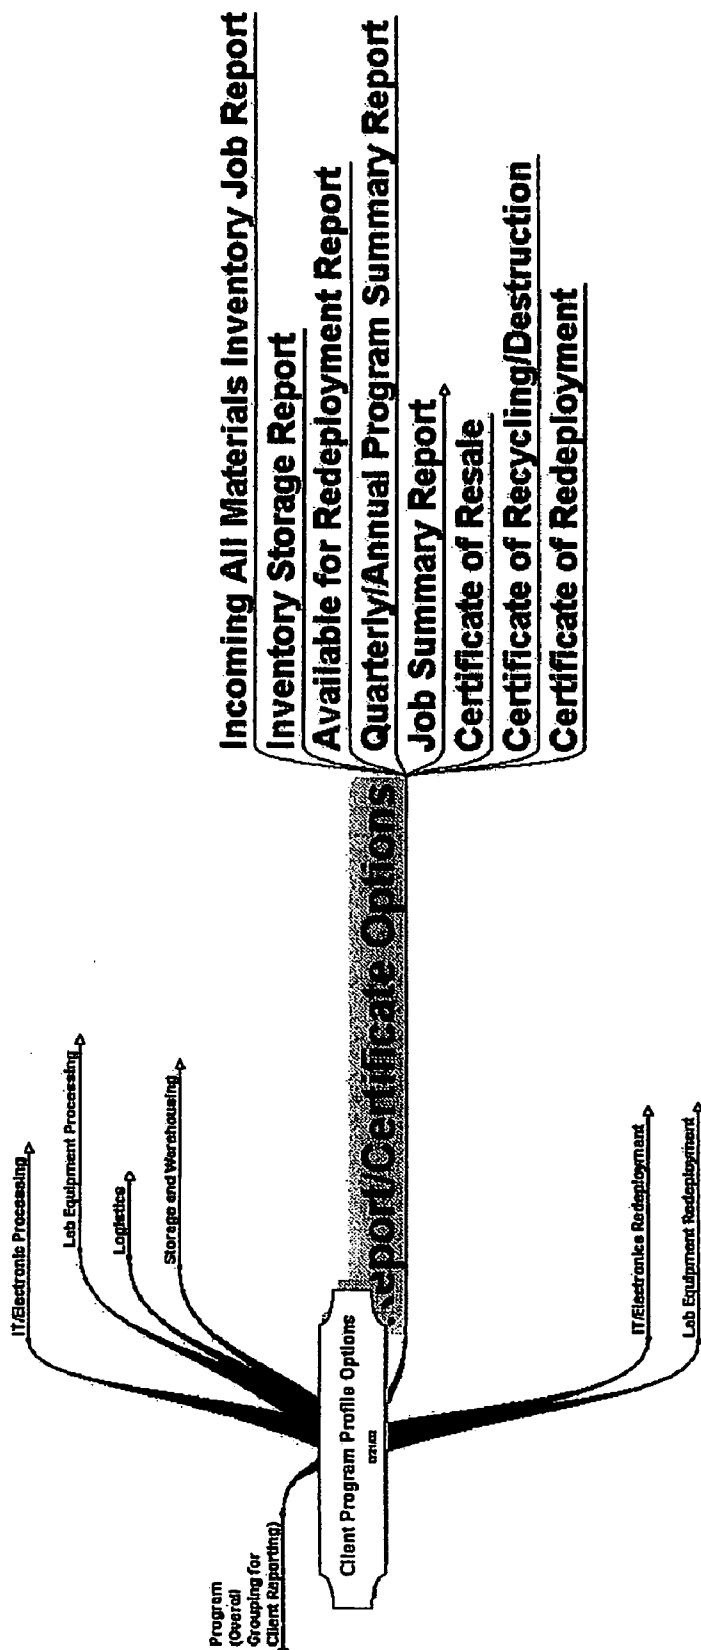 IT/Electronic Processing
Lab Equipment Processing
Logistics
Storage and Warehousing
Program
(Overall
Grouping for
Client Reporting)
Client Program Profile Options
eport/Certificate Options
Incoming All Materials Inventory Job Report
Inventory Storage Report
Available for Redeployment Report
Quarterly/Annual Program Summary Report
Job Summary Report
Certificate of Resale
Certificate of Recycling/Destruction
Certificate of Redeployment
IT/Electronics Redeployment
Lab Equipment Redeployment